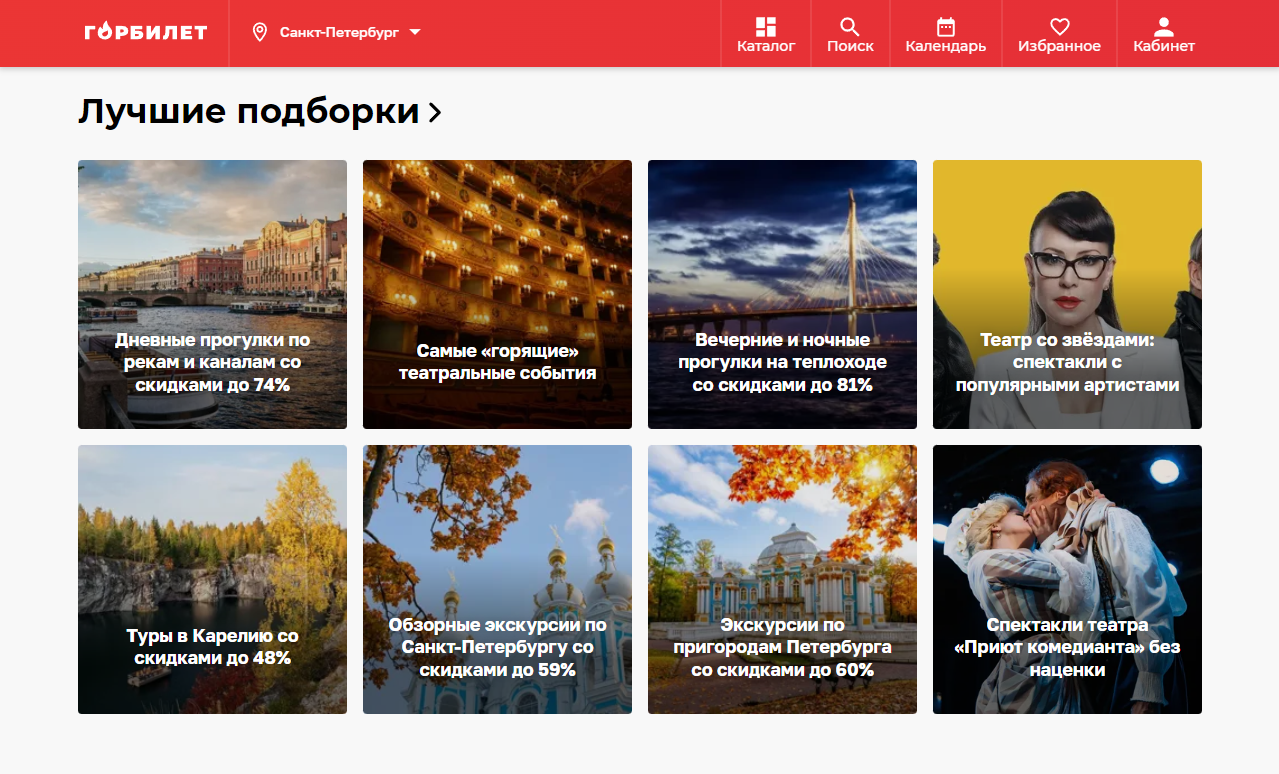 ГОРБИЛЕТ
Санкт-Петербург
Каталог
Поиск
Календарь
Избранное
Кабинет
Лучшие подборки
Дневные прогулки по
рекам и каналам со
скидками до 74%
Самые «горящие»
театральные события
Вечерние и ночные
прогулки на теплоходе
со скидками до 81%
Театр со звёздами:
спектакли с
популярными артистами
Туры в Карелию со
скидками до 48%
Обзорные экскурсии по
Санкт-Петербургу со
скидками до 59%
Экскурсии по
пригородам Петербурга
со скидками до 60%
Спектакли театра
«Приют комедианта» без
наценки